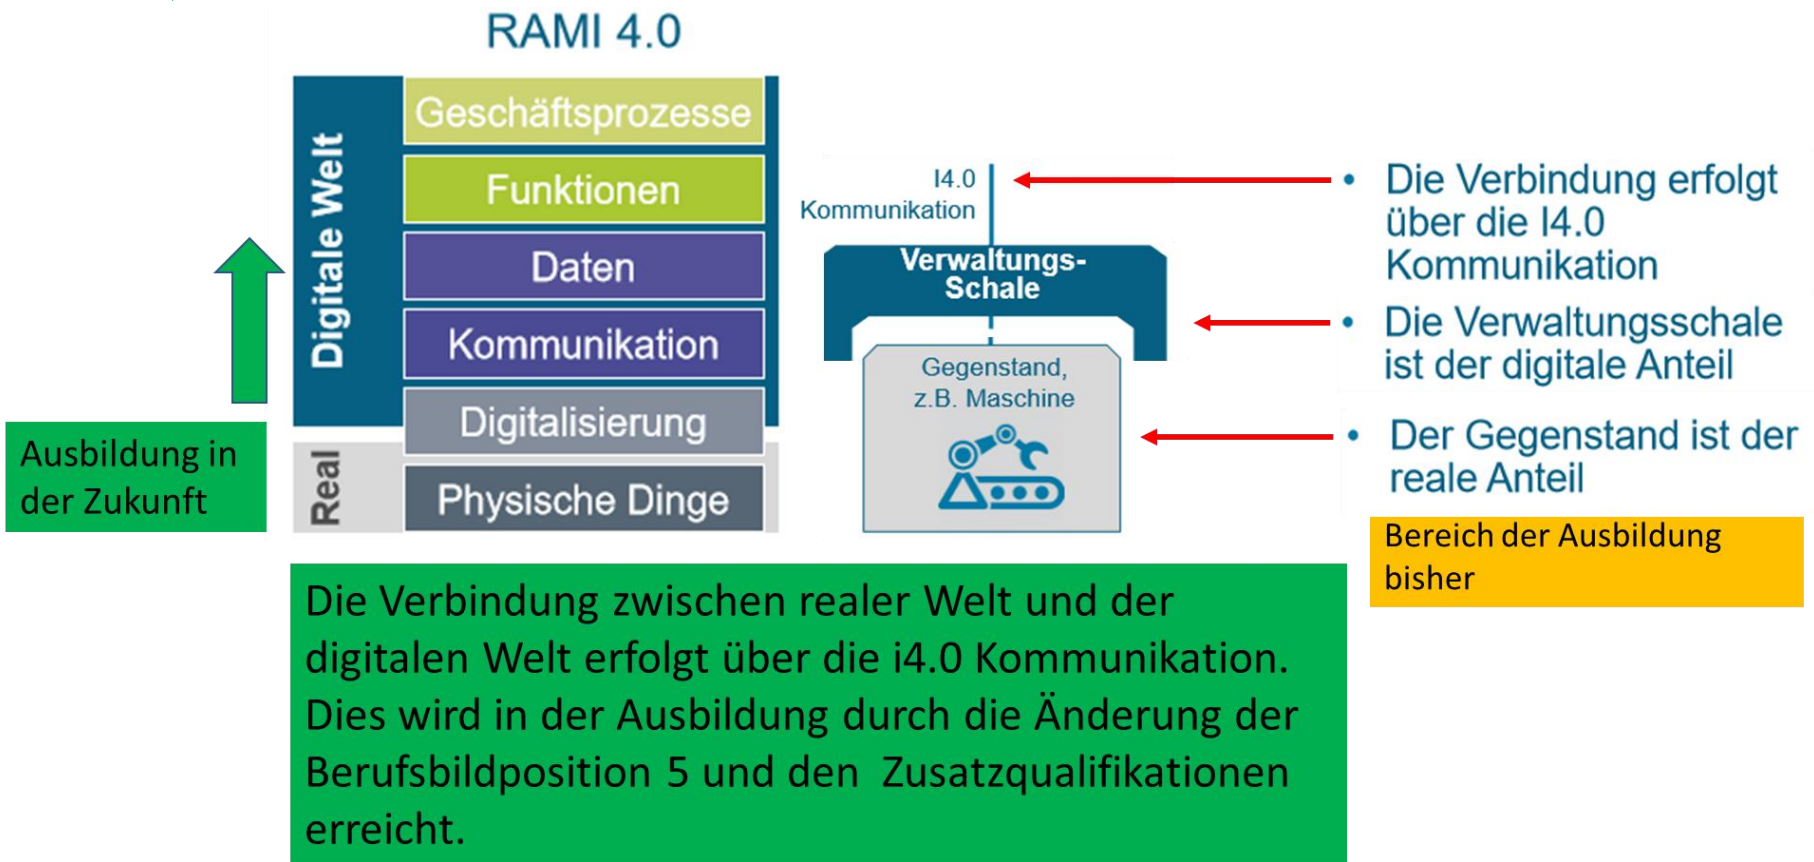 RAMI 4.0
Digitale Welt
Geschäftsprozesse
Funktionen
Daten
Kommunikation
Digitalisierung
Real
Physische Dinge
Ausbildung in
der Zukunft
I4.0
Kommunikation
Verwaltungs-
Schale
Gegenstand,
z.B. Maschine
• Die Verbindung erfolgt
über die I4.0
Kommunikation
• Die Verwaltungsschale
ist der digitale Anteil
• Der Gegenstand ist der
reale Anteil
Bereich der Ausbildung
bisher
Die Verbindung zwischen realer Welt und der
digitalen Welt erfolgt über die i4.0 Kommunikation.
Dies wird in der Ausbildung durch die Änderung der
Berufsbildposition 5 und den  Zusatzqualifikationen
erreicht.